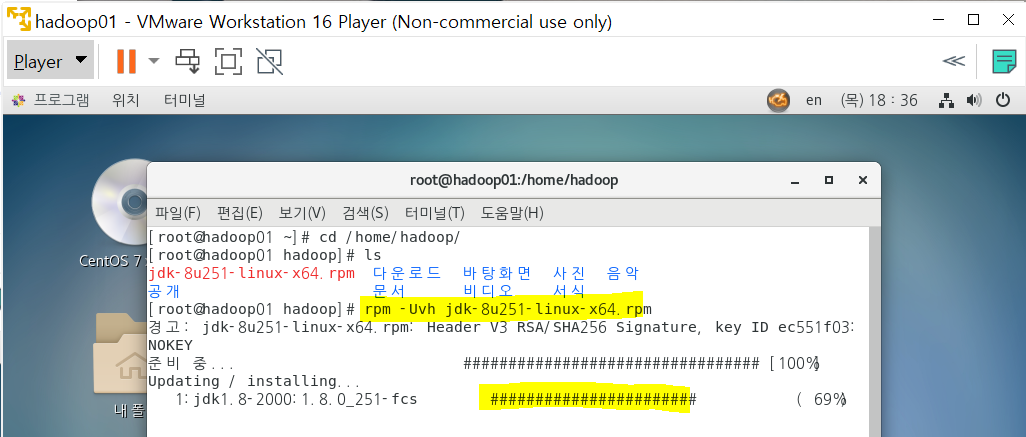 hadoop01 - VMware Workstation 16 Player (Non-commercial use only)
Player
프로그램 위치 터미널 en (목) 18 : 36
root@hadoop01:/home/hadoop
파일(F) 편집(E) 보기(V) 검색(S) 터미널(T) 도움말(H)
[root@hadoop01 ~]# cd /home/hadoop/
[root@hadoop01 hadoop]# ls
jdk-8u251-linux-x64.rpm 다운로드 바탕화면 사진 음악
공개 문서 비디오 서식
[root@hadoop01 hadoop]# rpm -Uvh jdk-8u251-linux-x64.rpm
경고: jdk-8u251-linux-x64.rpm: Header V3 RSA/SHA256 Signature, key ID ec551f03:
NOKEY
준비 중... ################################# [100%]
Updating / installing...
1:jdk1.8-2000:1.8.0_251-fcs ####################### ( 69%)
CentOS 7
내 폴